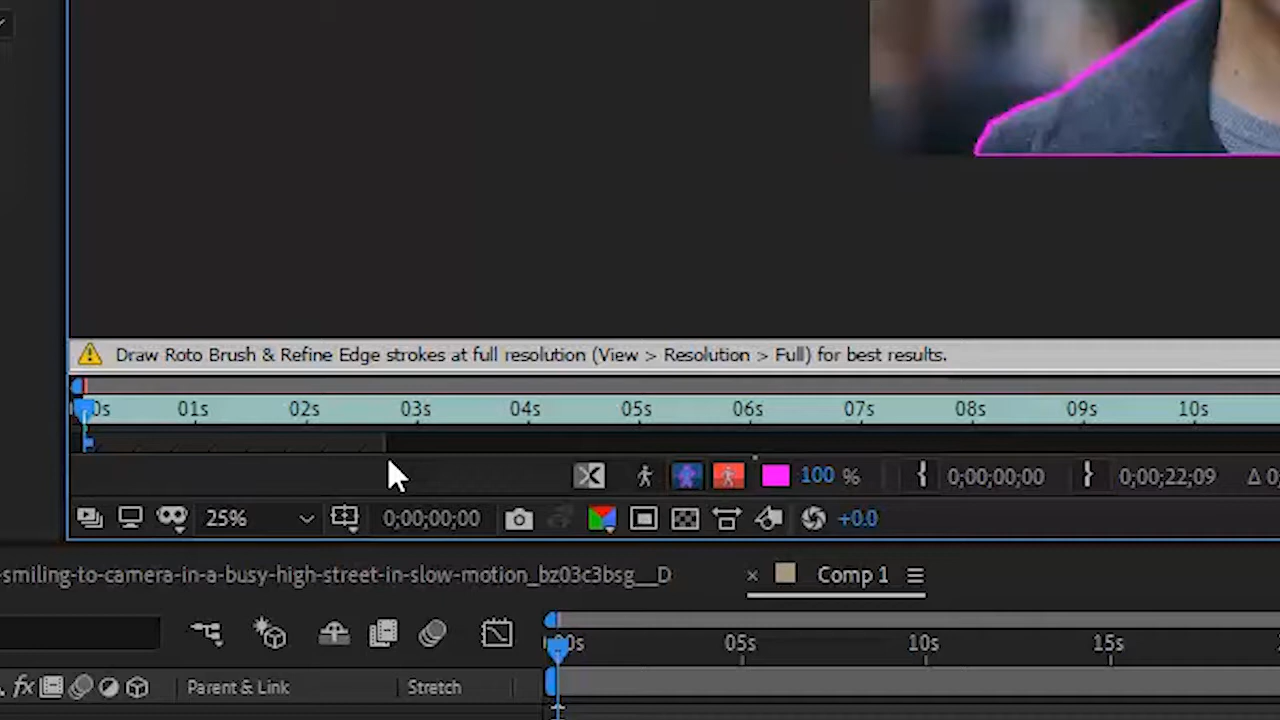 Draw Roto Brush & Refine Edge strokes at full resolution (View > Resolution > Full) for best results.
0s 01s 02s 03s 04s 05s 06s 07s 08s 09s 10s
100 % 0;00;00;00 0;00;22;09 Δ 0;
25% 0;00;00;00 +0.0
-smiling-to-camera-in-a-busy-high-street-in-slow-motion_bz03c3bsg__D × Comp 1
00s 05s 10s 15s
fx Parent & Link Stretch